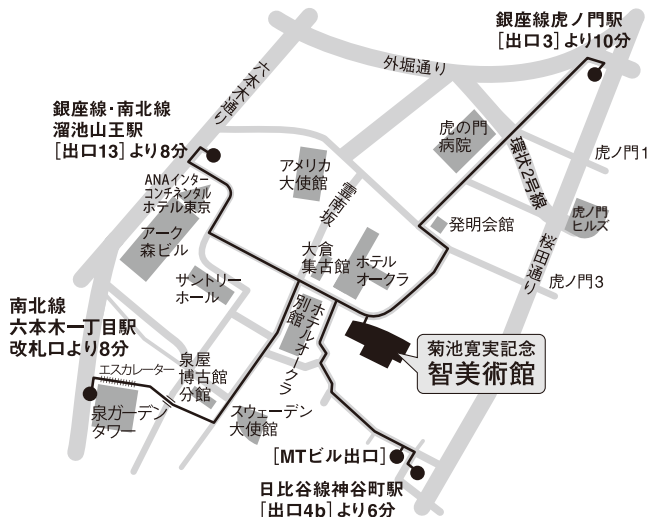 銀座線虎ノ門駅
[出口3]より10分
外堀通り
六本木通り
銀座線・南北線
溜池山王駅
[出口13]より8分
虎の門
病院
環状2号線
虎ノ門1
アメリカ
大使館
霊南坂
ANAインター
コンチネンタル
ホテル東京
発明会館
虎ノ門
ヒルズ
アーク
森ビル
大倉
集古館
ホテル
オークラ
桜田通り
サントリー
ホール
虎ノ門3
南北線
六本木一丁目駅
改札口より8分
ホテルオークラ
別館
菊池寛実記念
智美術館
エスカレーター
泉屋
博古館
分館
泉ガーデン
タワー
スウェーデン
大使館
[MTビル出口]
日比谷線神谷町駅
[出口4b]より6分